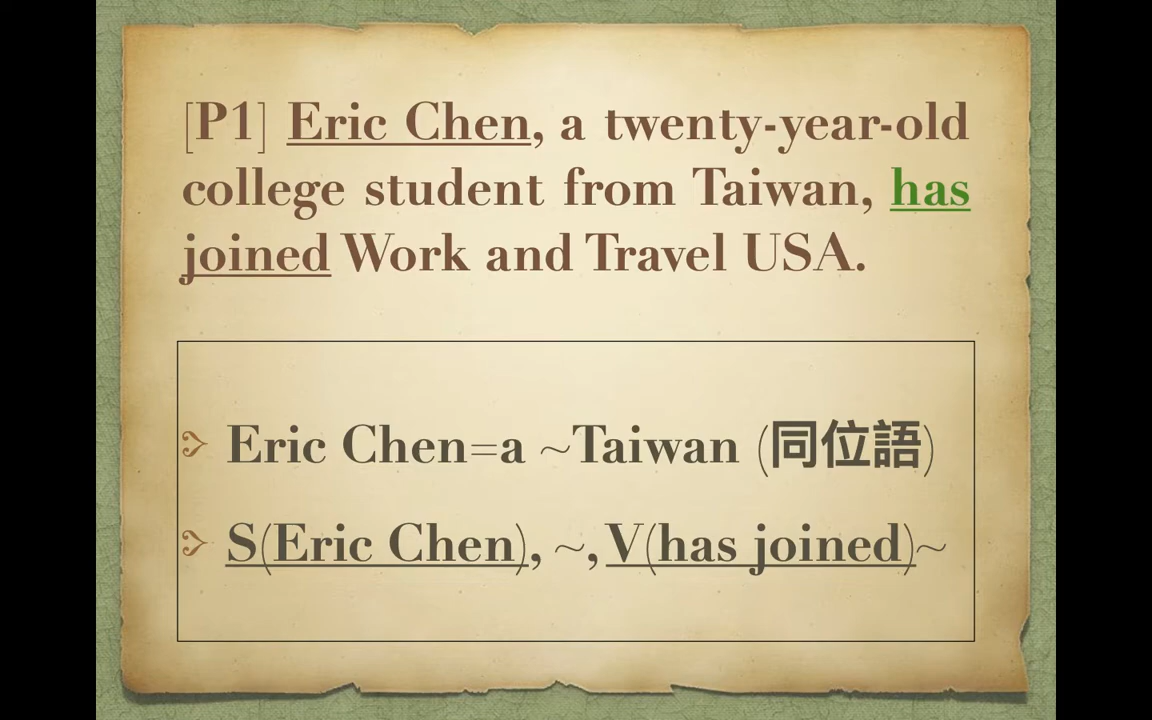 [P1] Eric Chen, a twenty-year-old
college student from Taiwan, has
joined Work and Travel USA.
Eric Chen=a ~Taiwan (同位語)
S(Eric Chen), ~, V(has joined)~